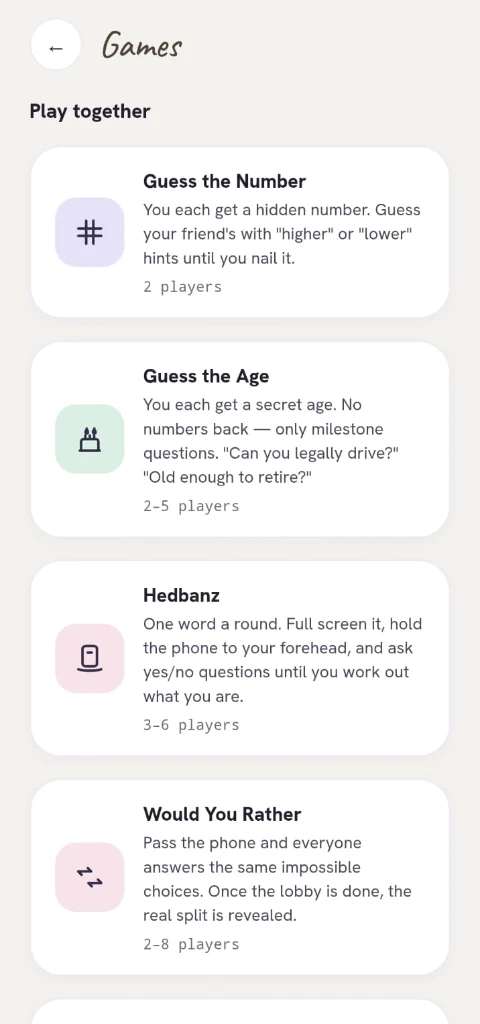 ←
Games
Play together
Guess the Number
You each get a hidden number. Guess
your friend's with "higher" or "lower"
hints until you nail it.
2 players
Guess the Age
You each get a secret age. No
numbers back — only milestone
questions. "Can you legally drive?"
"Old enough to retire?"
2–5 players
Hedbanz
One word a round. Full screen it, hold
the phone to your forehead, and ask
yes/no questions until you work out
what you are.
3–6 players
Would You Rather
Pass the phone and everyone
answers the same impossible
choices. Once the lobby is done, the
real split is revealed.
2–8 players